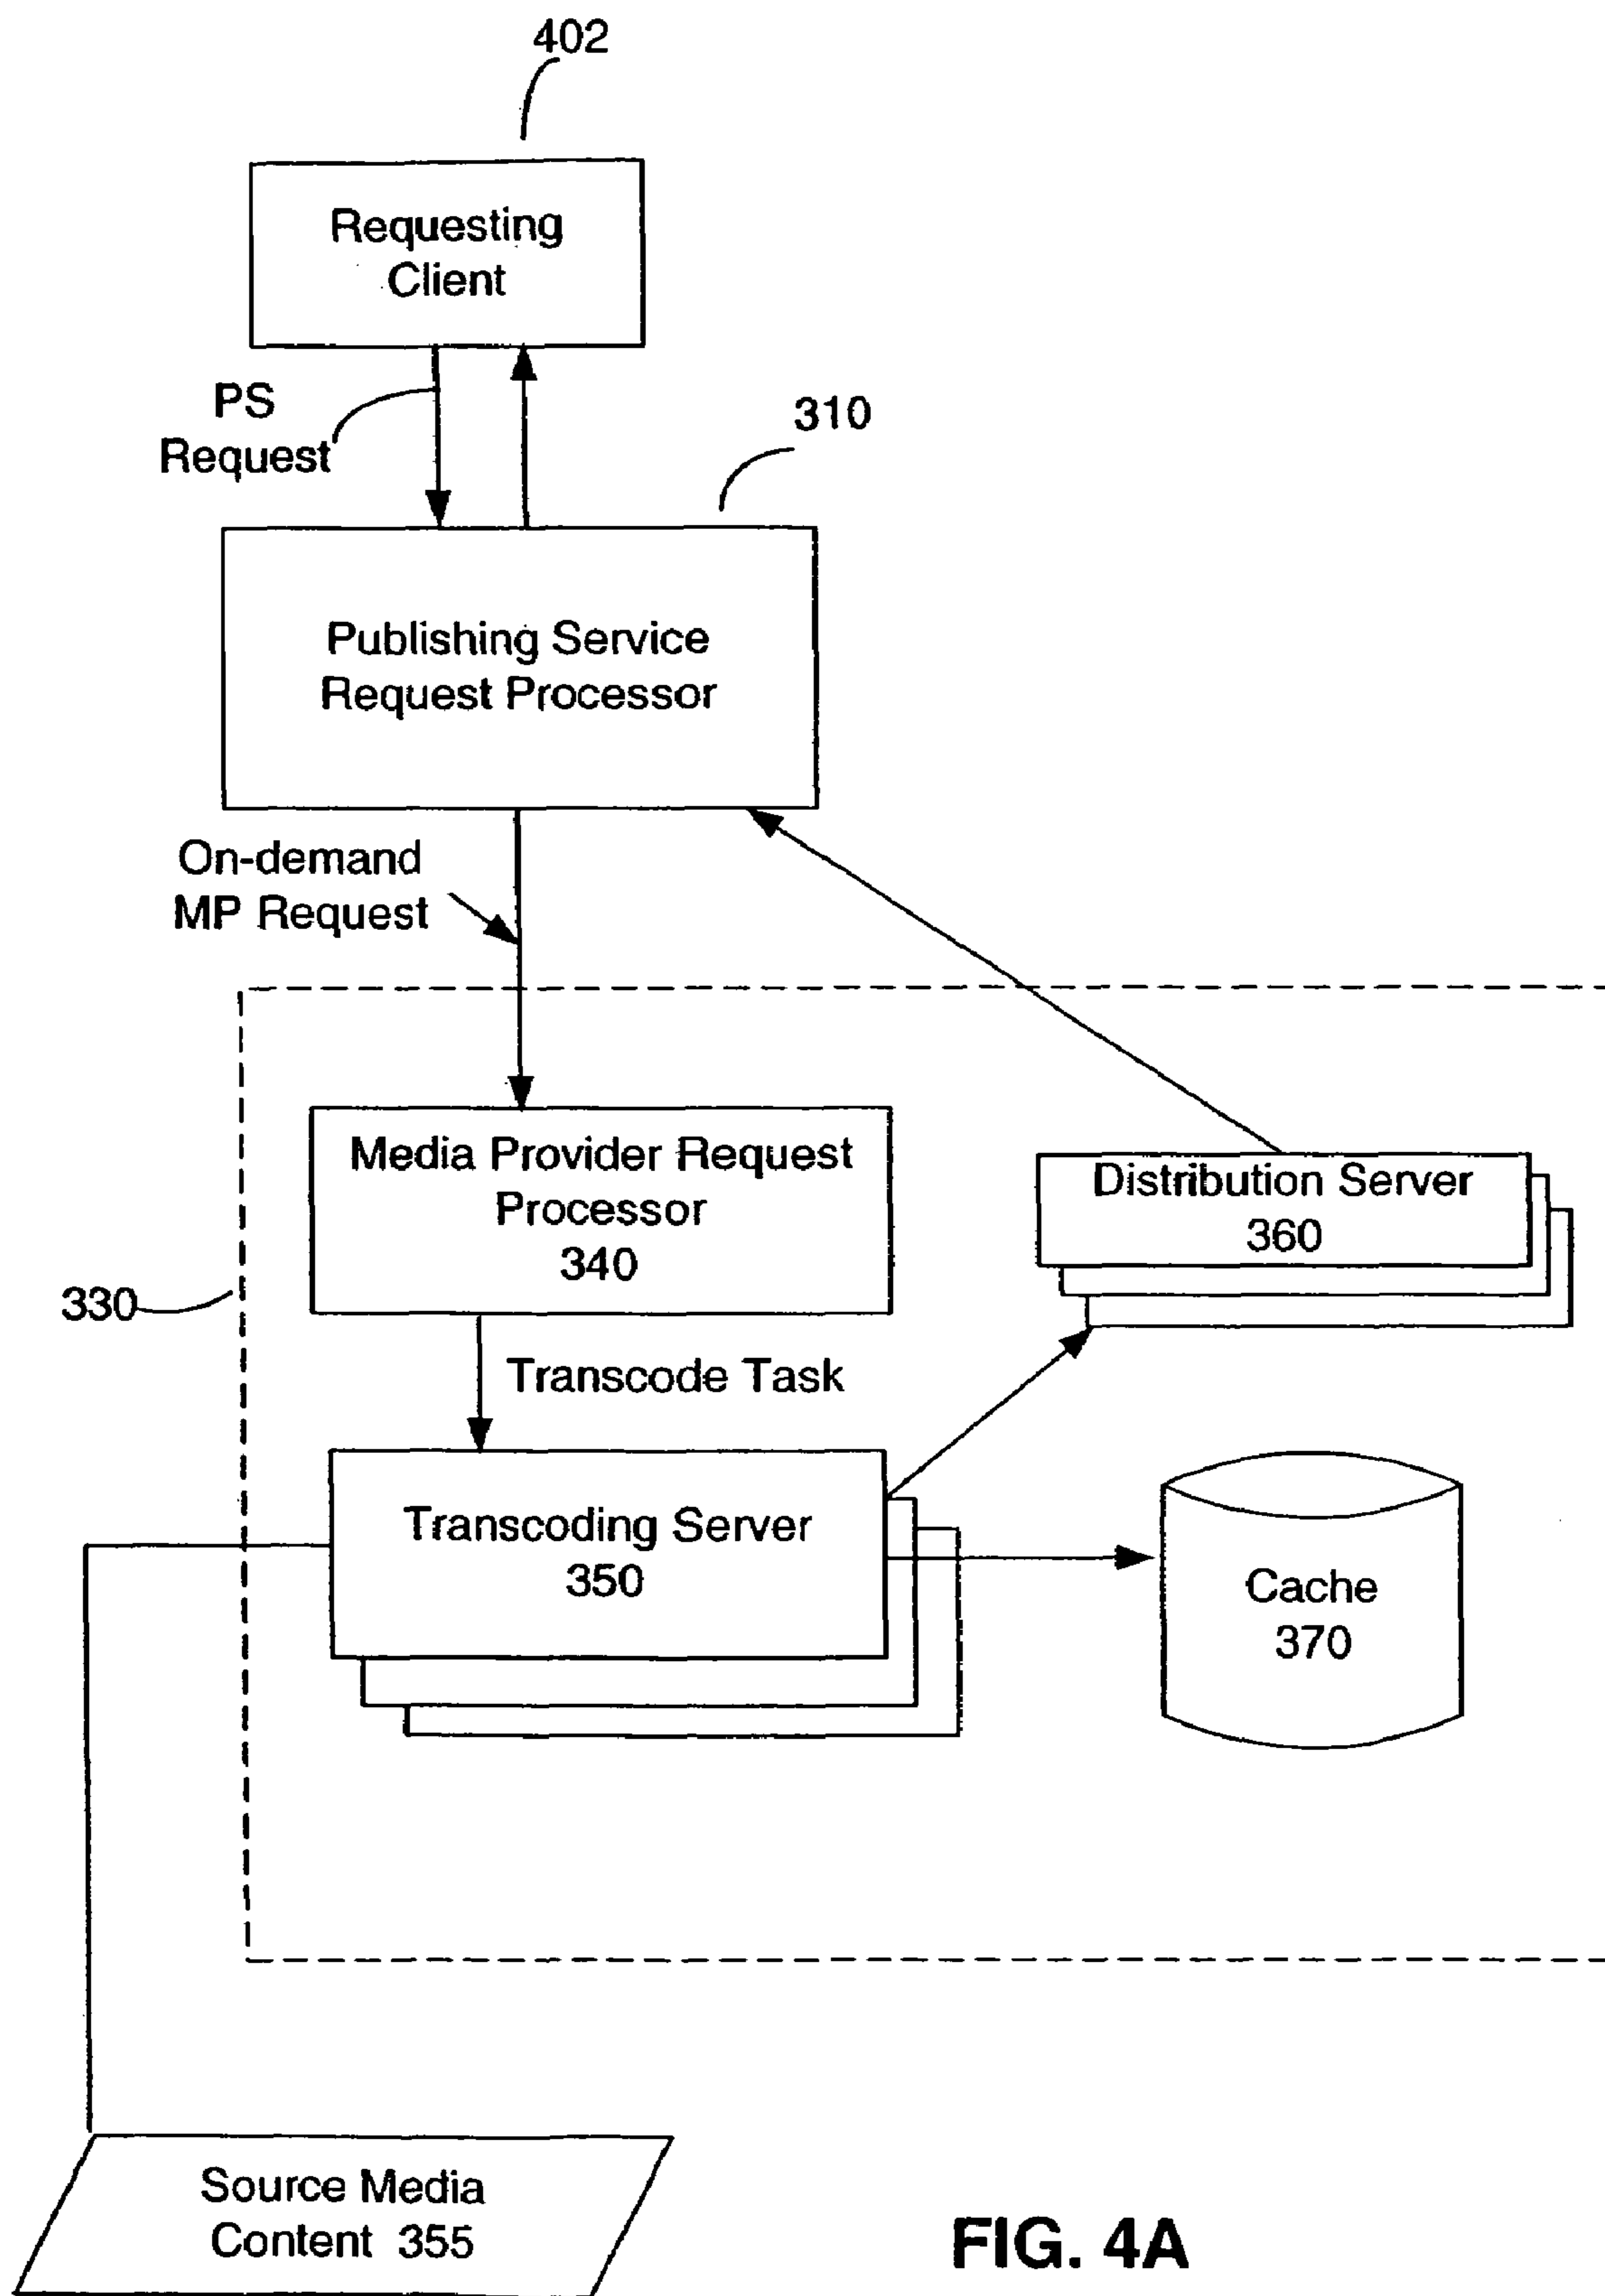 402
Requesting
Client
PS
Request
310
Publishing Service
Request Processor
On-demand
MP Request
Media Provider Request
Processor
340
Distribution Server
360
330
Transcode Task
Transcoding Server
350
Cache
370
Source Media
Content 355
FIG. 4A